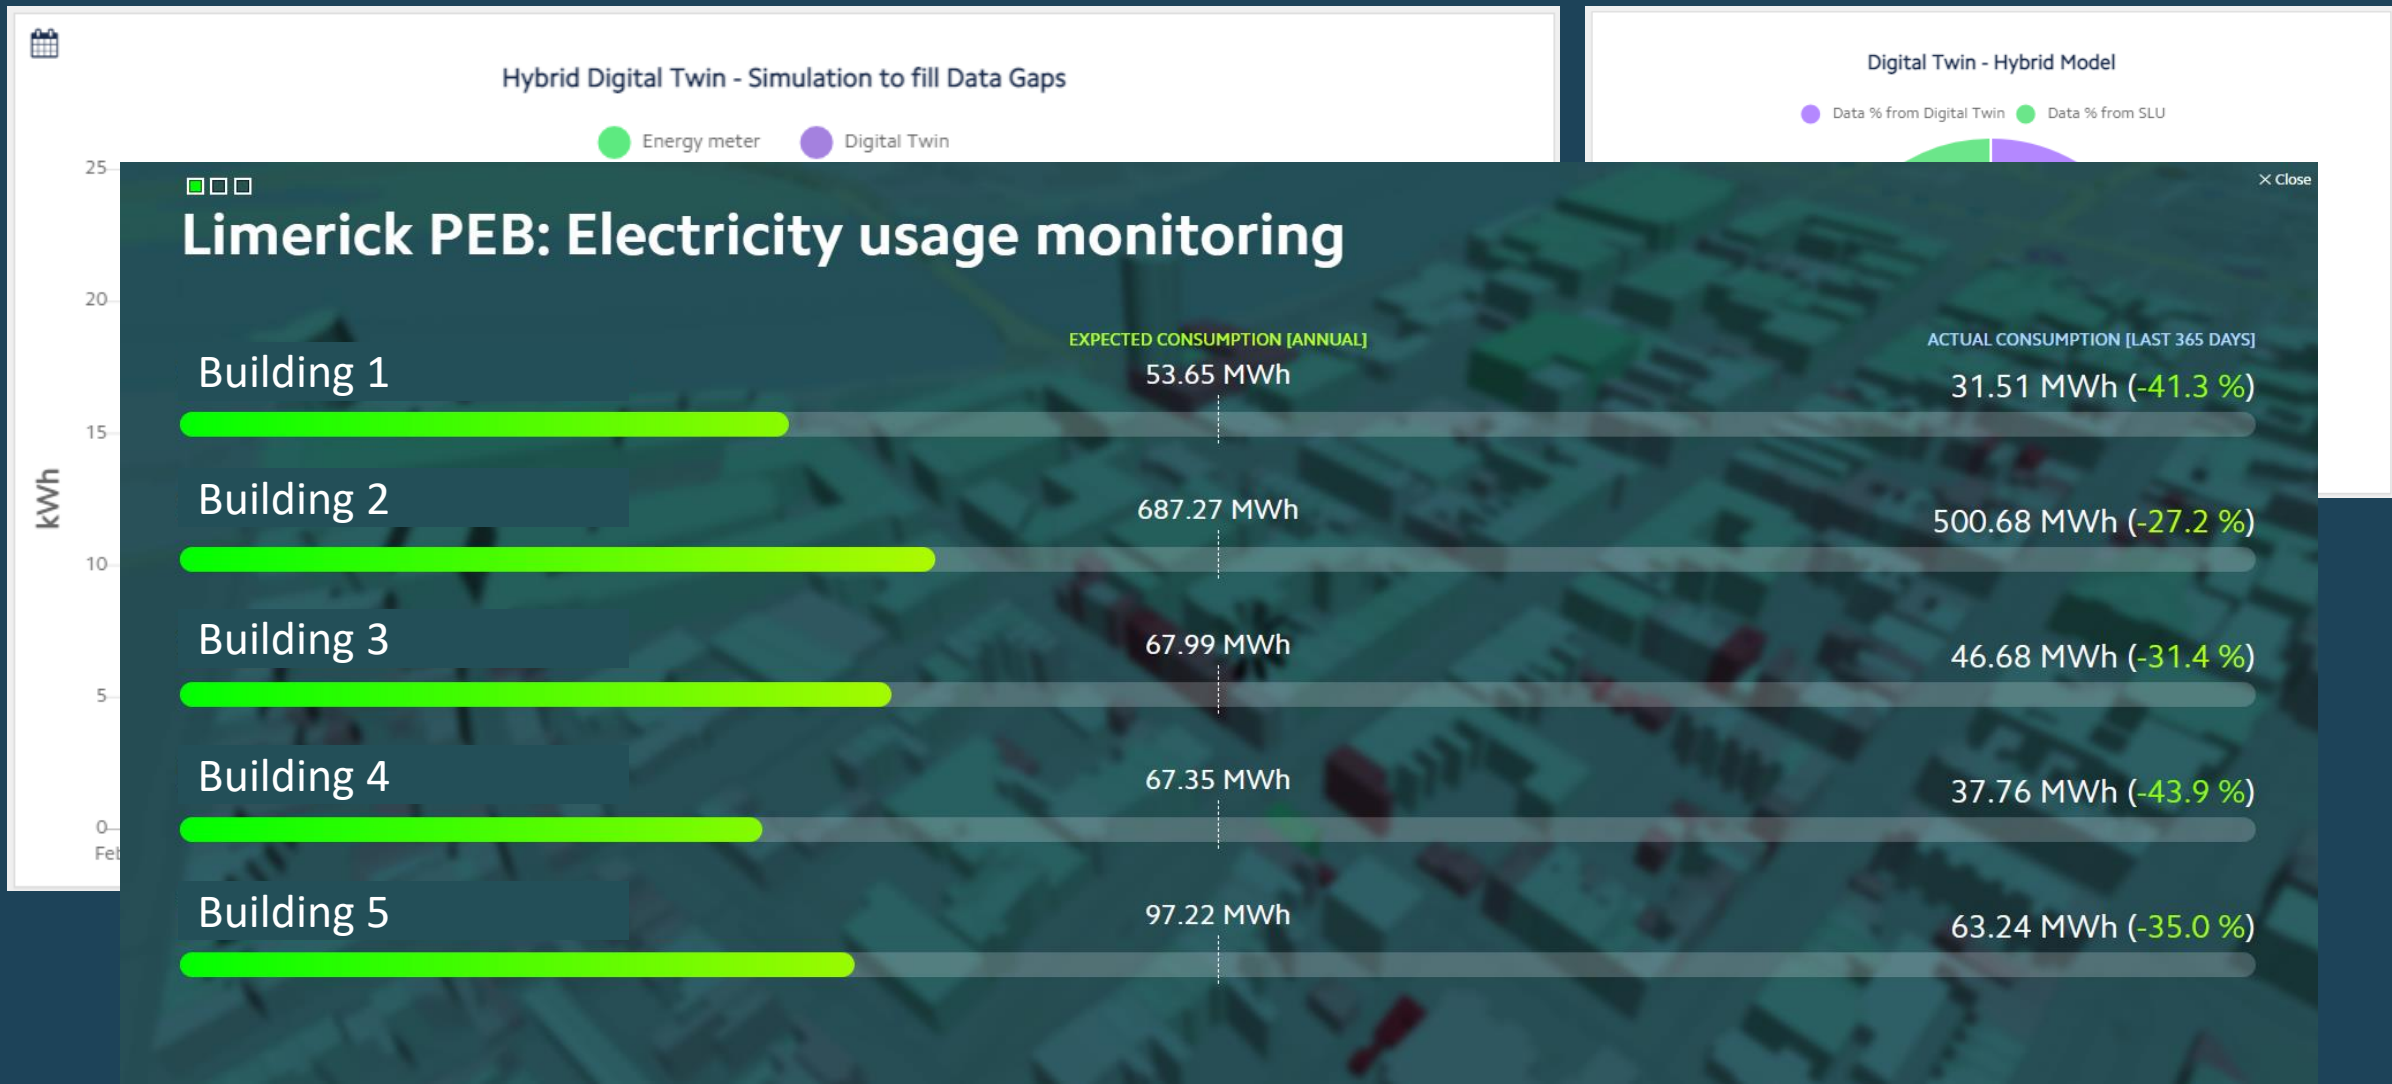 Hybrid Digital Twin - Simulation to fill Data Gaps
Energy meter Digital Twin
Digital Twin - Hybrid Model
Data % from Digital Twin Data % from SLU
25
20
15
10
5
0
kWh
× Close
Limerick PEB: Electricity usage monitoring
EXPECTED CONSUMPTION [ANNUAL] ACTUAL CONSUMPTION [LAST 365 DAYS]
Building 1 53.65 MWh 31.51 MWh (-41.3 %)
Building 2 687.27 MWh 500.68 MWh (-27.2 %)
Building 3 67.99 MWh 46.68 MWh (-31.4 %)
Building 4 67.35 MWh 37.76 MWh (-43.9 %)
Building 5 97.22 MWh 63.24 MWh (-35.0 %)